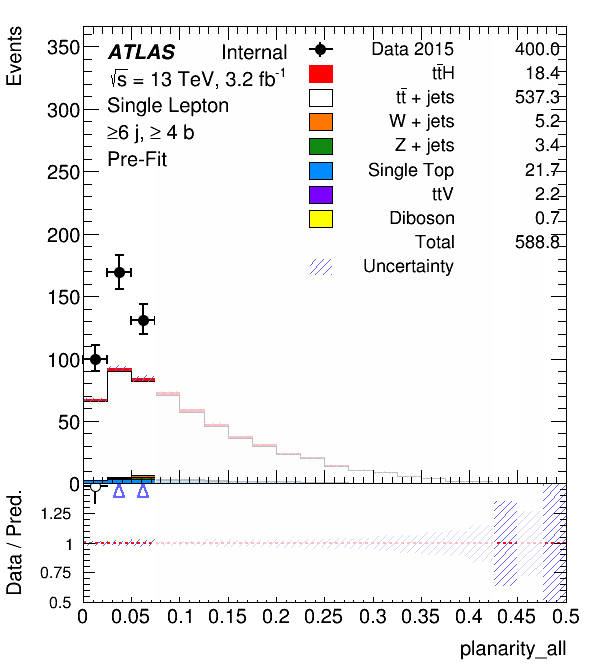 Events
ATLAS Internal
√s = 13 TeV, 3.2 fb⁻¹
Single Lepton
≥6 j, ≥ 4 b
Pre-Fit
Data 2015 400.0
tt̄H 18.4
tt̄ + jets 537.3
W + jets 5.2
Z + jets 3.4
Single Top 21.7
ttV 2.2
Diboson 0.7
Total 588.8
Uncertainty
350
300
250
200
150
100
50
0
Data / Pred.
1.25
1
0.75
0.5
0 0.05 0.1 0.15 0.2 0.25 0.3 0.35 0.4 0.45 0.5
planarity_all